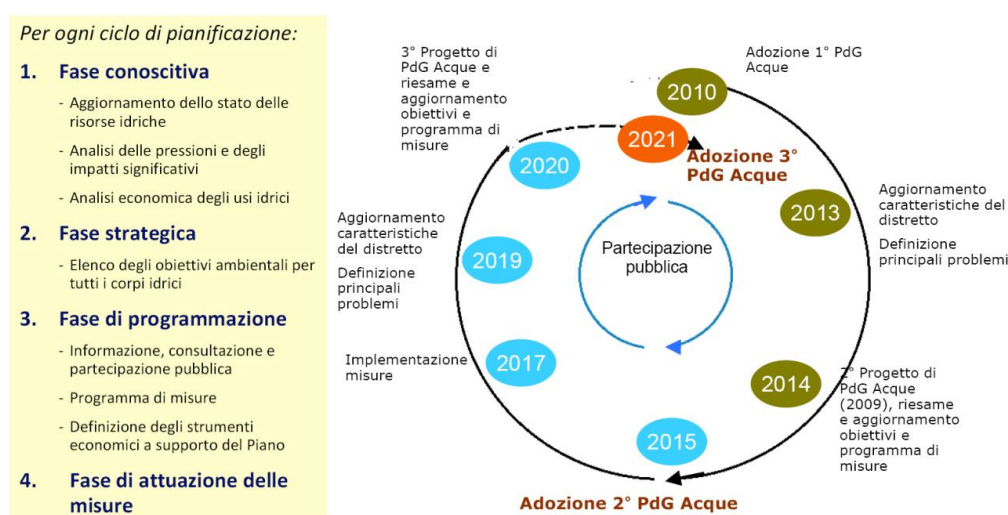 Per ogni ciclo di pianificazione:
1. Fase conoscitiva
- Aggiornamento dello stato delle
risorse idriche
- Analisi delle pressioni e degli
impatti significativi
- Analisi economica degli usi idrici
2. Fase strategica
- Elenco degli obiettivi ambientali per
tutti i corpi idrici
3. Fase di programmazione
- Informazione, consultazione e
partecipazione pubblica
- Programma di misure
- Definizione degli strumenti
economici a supporto del Piano
4. Fase di attuazione delle
misure
3° Progetto di
PdG Acque e
riesame e
aggiornamento
obiettivi e
programma di
misure
Adozione 1° PdG
Acque
2010
2021
Adozione 3°
PdG Acque
2020
2013
Aggiornamento
caratteristiche del
distretto
Definizione
principali problemi
Aggiornamento
caratteristiche
del distretto
Definizione
principali
problemi
2019
Partecipazione
pubblica
Implementazione
misure
2017
2014
2° Progetto di
PdG Acque
(2009), riesame
e aggiornamento
obiettivi e
programma di
misure
2015
Adozione 2° PdG Acque